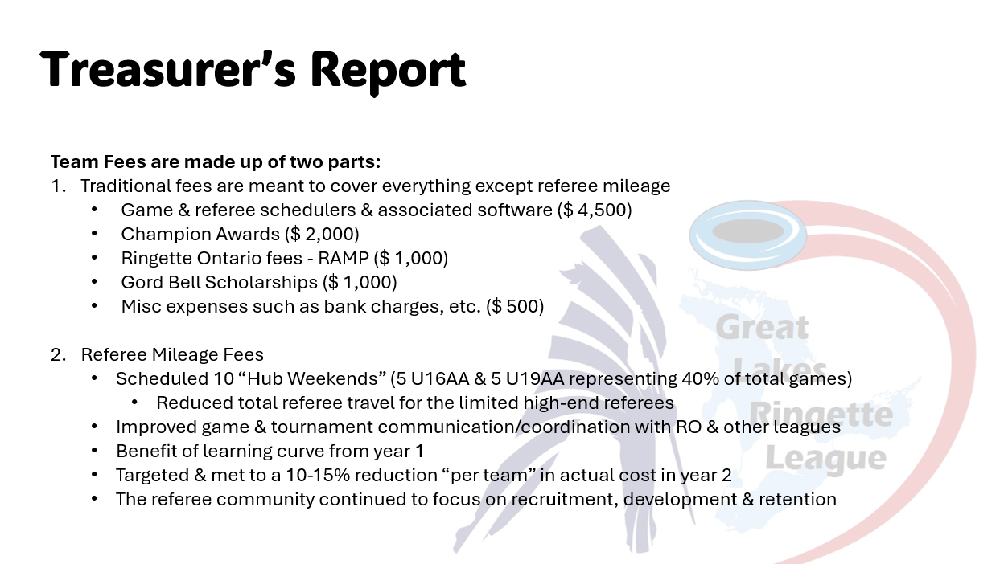 Treasurer’s Report
Team Fees are made up of two parts:
1. Traditional fees are meant to cover everything except referee mileage
• Game & referee schedulers & associated software ($ 4,500)
• Champion Awards ($ 2,000)
• Ringette Ontario fees - RAMP ($ 1,000)
• Gord Bell Scholarships ($ 1,000)
• Misc expenses such as bank charges, etc. ($ 500)
2. Referee Mileage Fees
• Scheduled 10 “Hub Weekends” (5 U16AA & 5 U19AA representing 40% of total games)
• Reduced total referee travel for the limited high-end referees
• Improved game & tournament communication/coordination with RO & other leagues
• Benefit of learning curve from year 1
• Targeted & met to a 10-15% reduction “per team” in actual cost in year 2
• The referee community continued to focus on recruitment, development & retention
Great
Lakes
Ringette
League